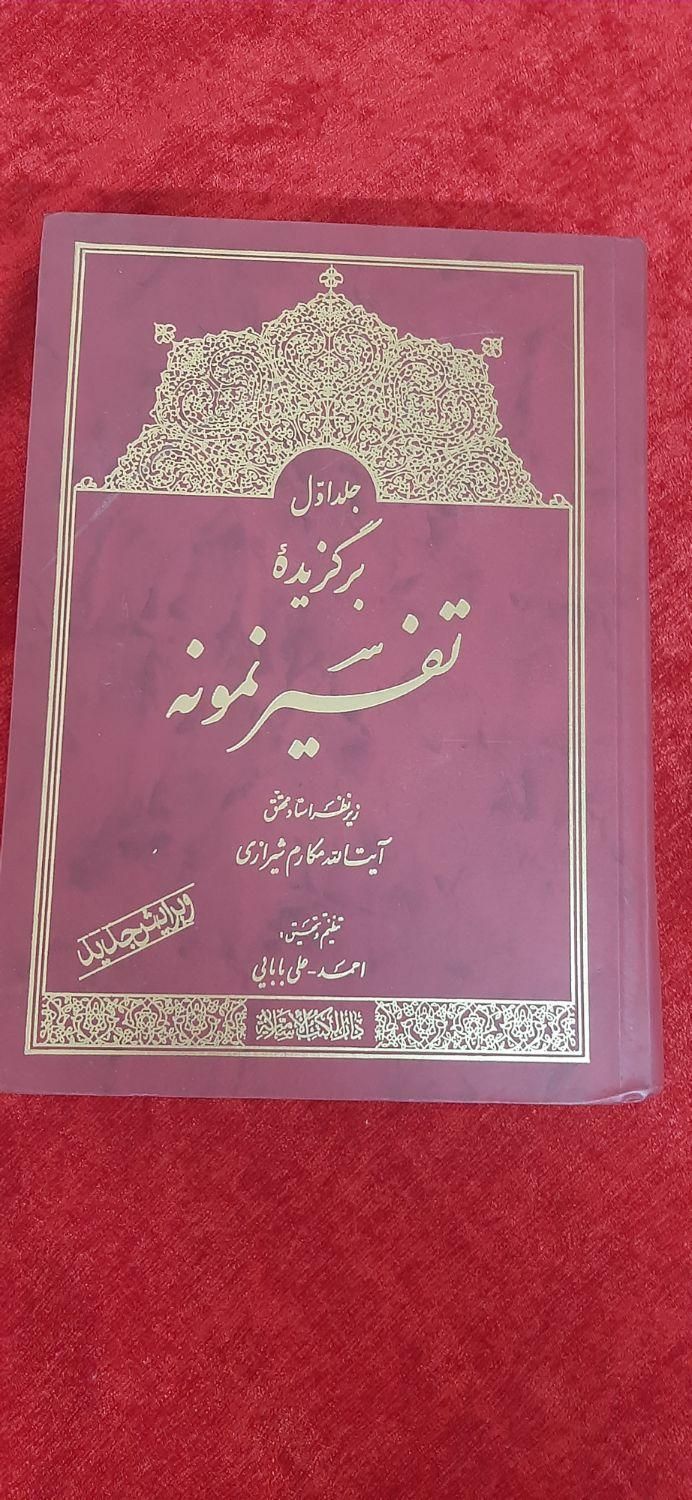 جلد اوّل
برگزیدهٔ
تفسیر نمونه
زیر نظر استاد محقق
آیت الله مکارم شیرازی
تنظیم و تحقیق:
احمد - علی بابایی
ویرایش جدید
دار الکتب الاسلامیه